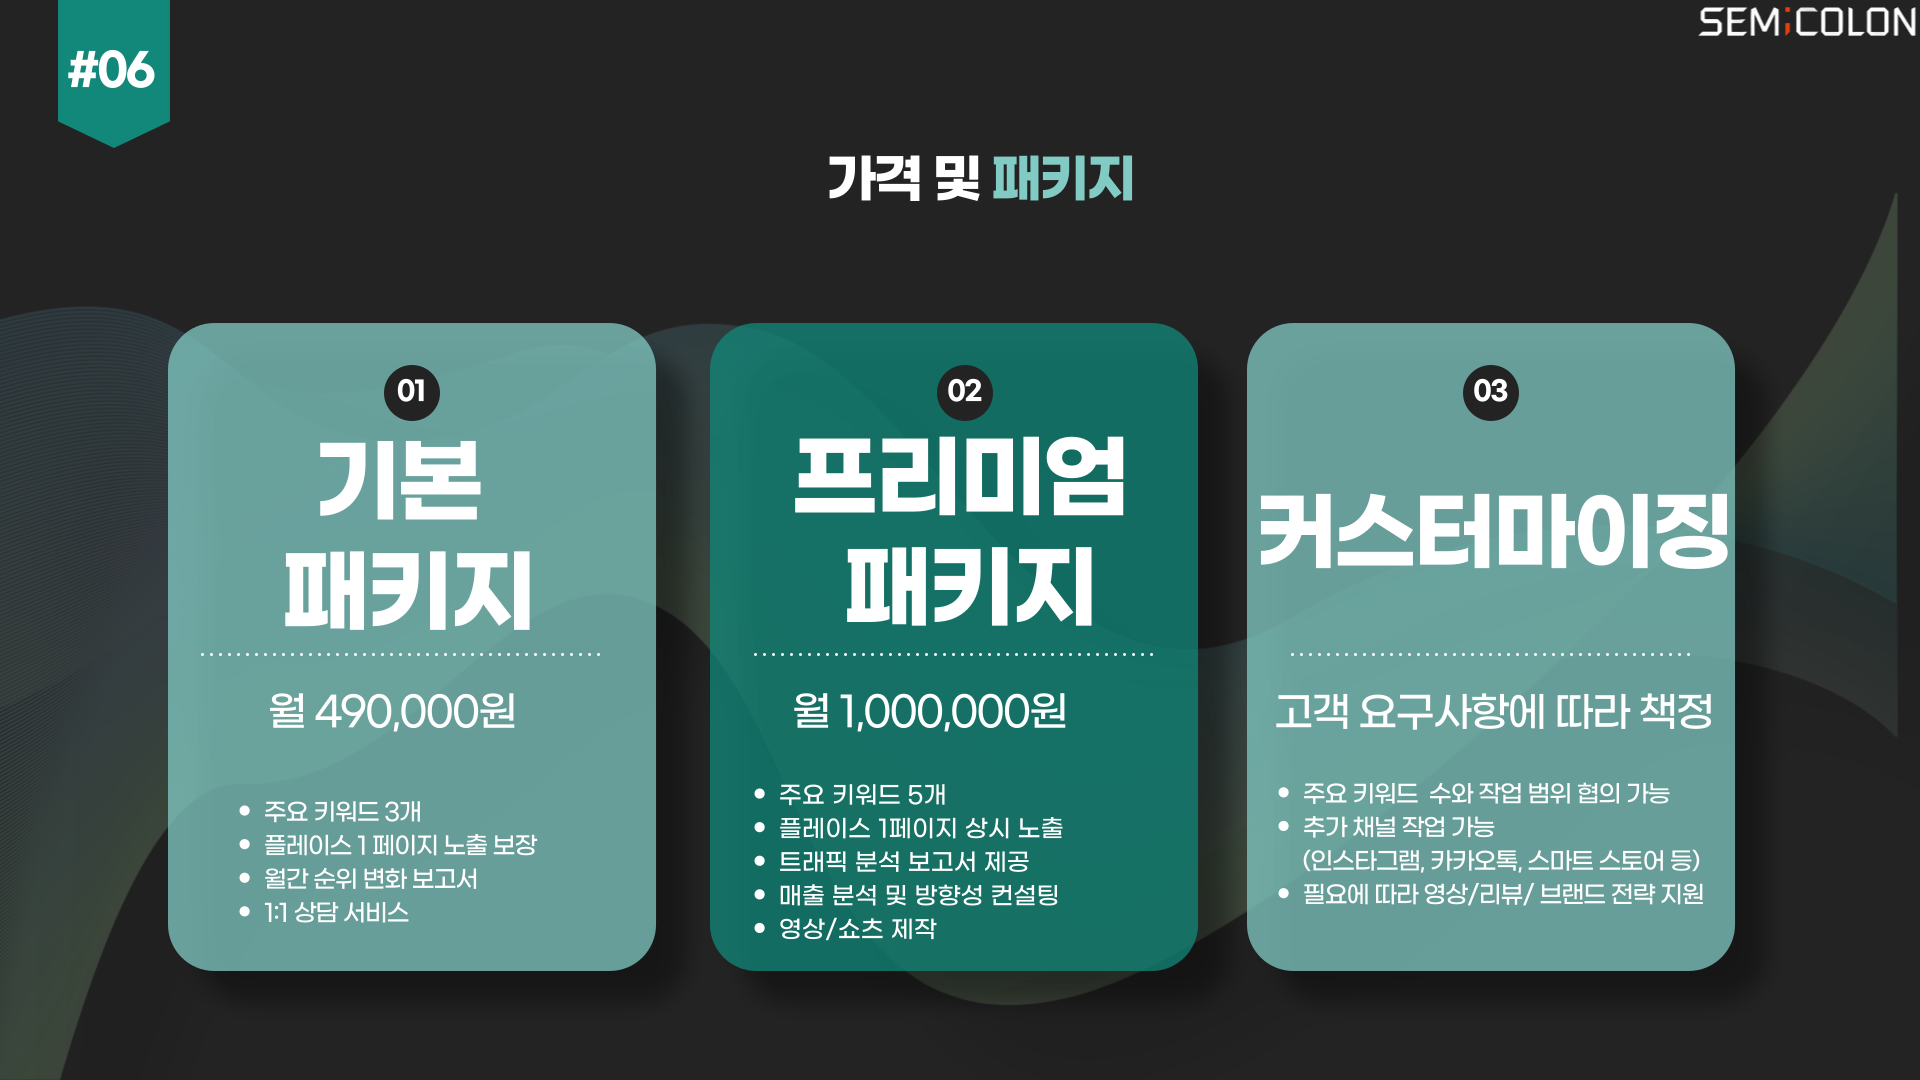 #06
SEMiCOLON
가격 및 패키지
01
기본
패키지
월 490,000원
주요 키워드 3개
플레이스 1 페이지 노출 보장
월간 순위 변화 보고서
1:1 상담 서비스
02
프리미엄
패키지
월 1,000,000원
주요 키워드 5개
플레이스 1페이지 상시 노출
트래픽 분석 보고서 제공
매출 분석 및 방향성 컨설팅
영상/쇼츠 제작
03
커스터마이징
고객 요구사항에 따라 책정
주요 키워드 수와 작업 범위 협의 가능
추가 채널 작업 가능
(인스타그램, 카카오톡, 스마트 스토어 등)
필요에 따라 영상/리뷰/ 브랜드 전략 지원